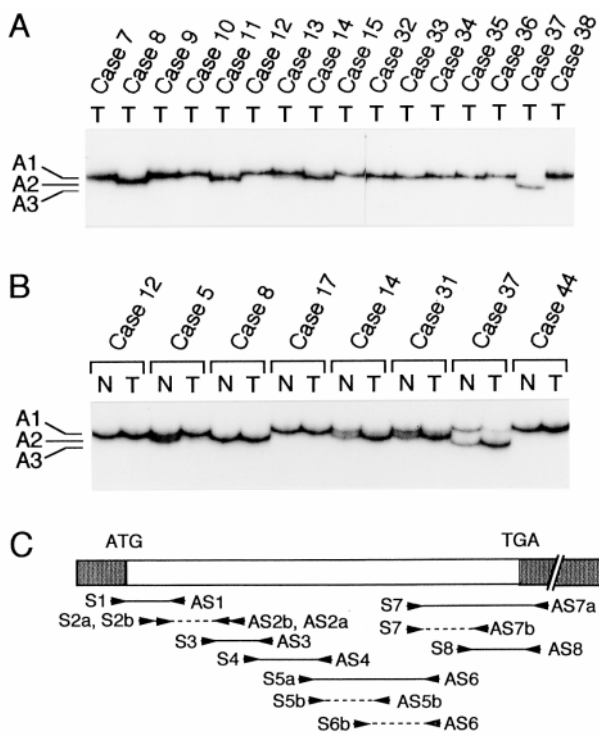 A
Case 7 Case 8 Case 9 Case 10 Case 11 Case 12 Case 13 Case 14 Case 15 Case 32 Case 33 Case 34 Case 35 Case 36 Case 37 Case 38
T T T T T T T T T T T T T T T T
A1
A2
A3
B
Case 12 Case 5 Case 8 Case 17 Case 14 Case 31 Case 37 Case 44
N T N T N T N T N T N T N T N T
A1
A2
A3
C
ATG TGA
S1 AS1 S7 AS7a
S2a, S2b AS2b, AS2a S7 AS7b
S3 AS3 S8 AS8
S4 AS4
S5a AS6
S5b AS5b
S6b AS6